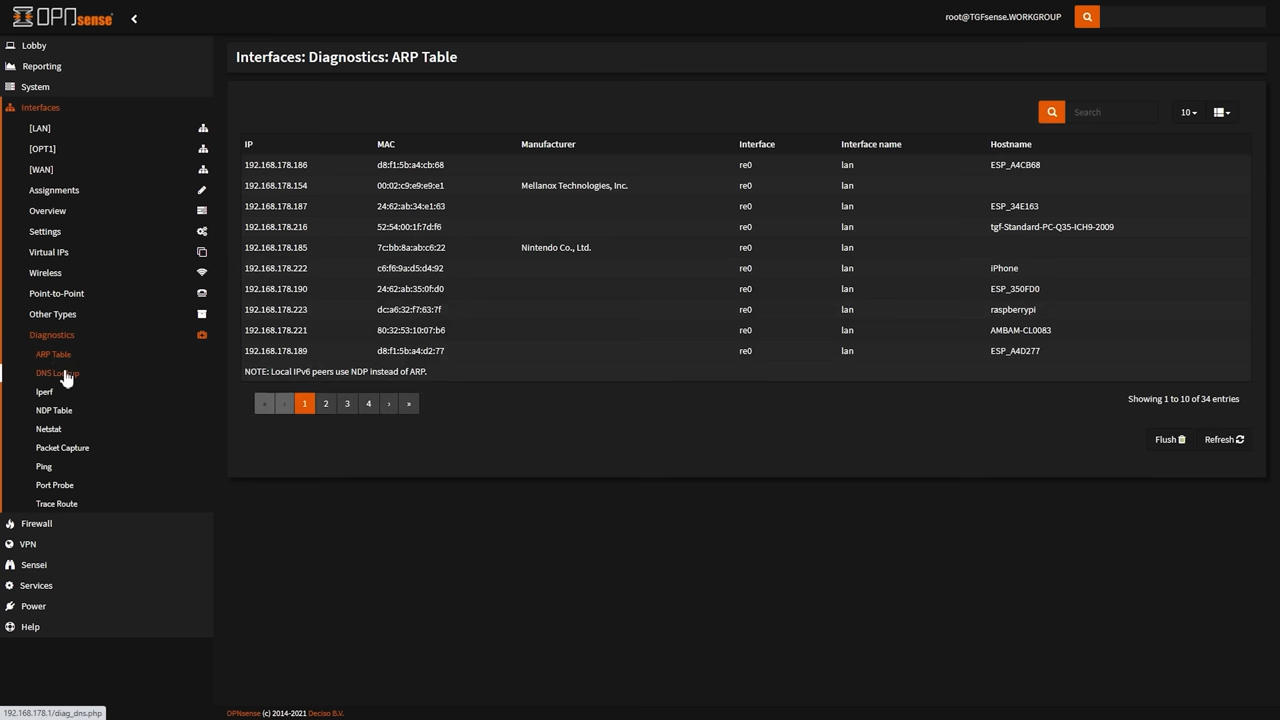 OPNsense
root@TGFsense.WORKGROUP
Lobby
Reporting
System
Interfaces
[LAN]
[OPT1]
[WAN]
Assignments
Overview
Settings
Virtual IPs
Wireless
Point-to-Point
Other Types
Diagnostics
ARP Table
DNS Lookup
Iperf
NDP Table
Netstat
Packet Capture
Ping
Port Probe
Trace Route
Firewall
VPN
Sensei
Services
Power
Help
192.168.178.1/diag_dns.php
Interfaces: Diagnostics: ARP Table
Search
10
IP MAC Manufacturer Interface Interface name Hostname
192.168.178.186 d8:f1:5b:a4:cb:68 re0 lan ESP_A4CB68
192.168.178.154 00:02:c9:e9:e9:e1 Mellanox Technologies, Inc. re0 lan
192.168.178.187 24:62:ab:34:e1:63 re0 lan ESP_34E163
192.168.178.216 52:54:00:1f:7d:f6 re0 lan tgf-Standard-PC-Q35-ICH9-2009
192.168.178.185 7c:bb:8a:ab:c6:22 Nintendo Co., Ltd. re0 lan
192.168.178.222 c6:f6:9a:d5:d4:92 re0 lan iPhone
192.168.178.190 24:62:ab:35:0f:d0 re0 lan ESP_350FD0
192.168.178.223 dc:a6:32:f7:63:7f re0 lan raspberrypi
192.168.178.221 80:32:53:10:07:b6 re0 lan AMBAM-CL0083
192.168.178.189 d8:f1:5b:a4:d2:77 re0 lan ESP_A4D277
NOTE: Local IPv6 peers use NDP instead of ARP.
« ‹ 1 2 3 4 › »
Showing 1 to 10 of 34 entries
Flush Refresh
OPNsense (c) 2014-2021 Deciso B.V.